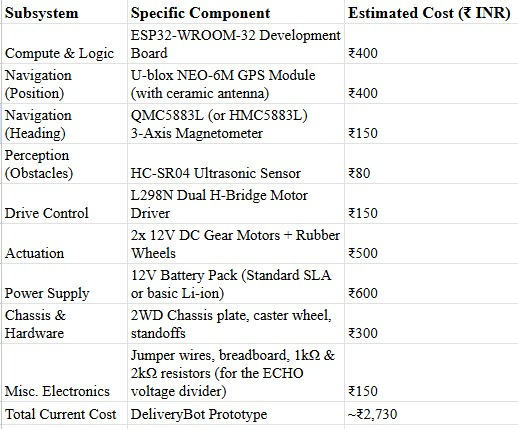 Subsystem Specific Component Estimated Cost (₹ INR)
ESP32-WROOM-32 Development
Compute & Logic Board ₹400
Navigation U-blox NEO-6M GPS Module
(Position) (with ceramic antenna) ₹400
Navigation QMC5883L (or HMC5883L)
(Heading) 3-Axis Magnetometer ₹150
Perception
(Obstacles) HC-SR04 Ultrasonic Sensor ₹80
L298N Dual H-Bridge Motor
Drive Control Driver ₹150
2x 12V DC Gear Motors + Rubber
Actuation Wheels ₹500
12V Battery Pack (Standard SLA
Power Supply or basic Li-ion) ₹600
Chassis & 2WD Chassis plate, caster wheel,
Hardware standoffs ₹300
Jumper wires, breadboard, 1kΩ &
2kΩ resistors (for the ECHO
Misc. Electronics voltage divider) ₹150
Total Current Cost DeliveryBot Prototype ~₹2,730